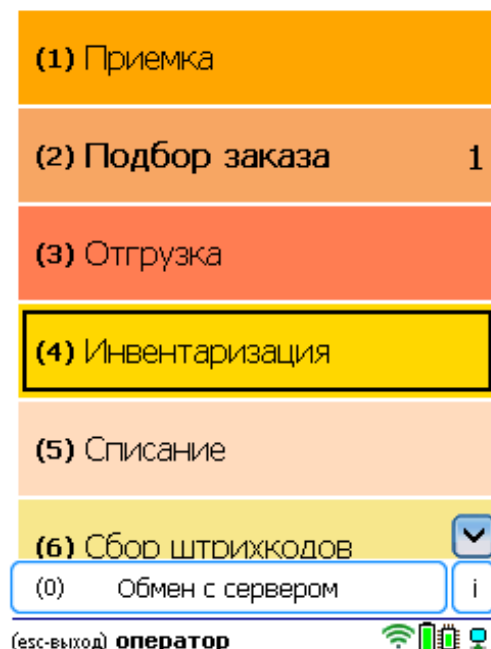 (1) Приемка
(2) Подбор заказа 1
(3) Отгрузка
(4) Инвентаризация
(5) Списание
(6) Сбор штрихкодов
(0) Обмен с сервером i
(esc-выход) оператор